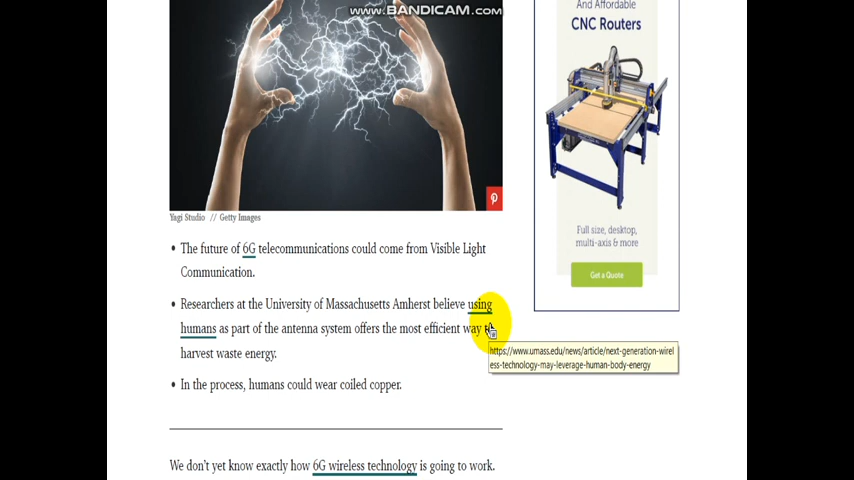 WWW.BANDICAM.COM
And Affordable
CNC Routers
Full size, desktop,
multi-axis & more
Get a Quote
Yagi Studio // Getty Images
• The future of 6G telecommunications could come from Visible Light
Communication.
• Researchers at the University of Massachusetts Amherst believe using
humans as part of the antenna system offers the most efficient way
harvest waste energy.
https://www.umass.edu/news/article/next-generation-wirel
ess-technology-may-leverage-human-body-energy
• In the process, humans could wear coiled copper.
We don't yet know exactly how 6G wireless technology is going to work.